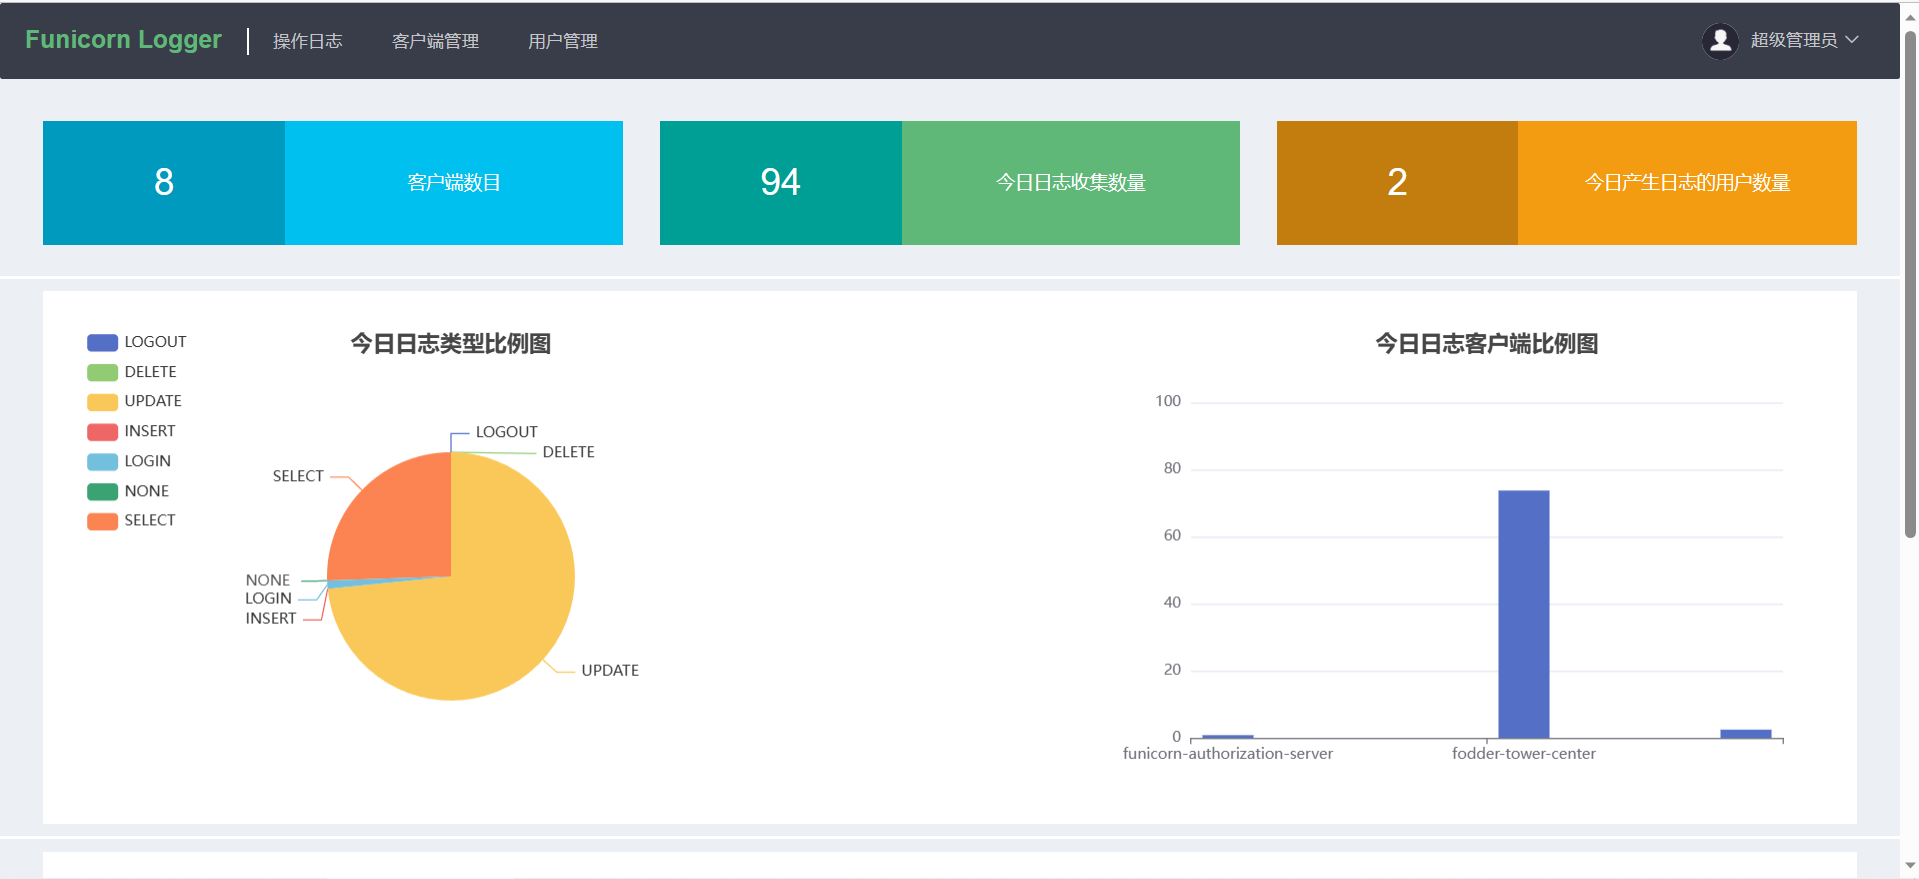 Funicorn Logger
操作日志
客户端管理
用户管理
超级管理员
8
客户端数目
94
今日日志收集数量
2
今日产生日志的用户数量
LOGOUT
DELETE
UPDATE
INSERT
LOGIN
NONE
SELECT
今日日志类型比例图
LOGOUT
DELETE
SELECT
NONE
LOGIN
INSERT
UPDATE
今日日志客户端比例图
100
80
60
40
20
0
funicorn-authorization-server
fodder-tower-center